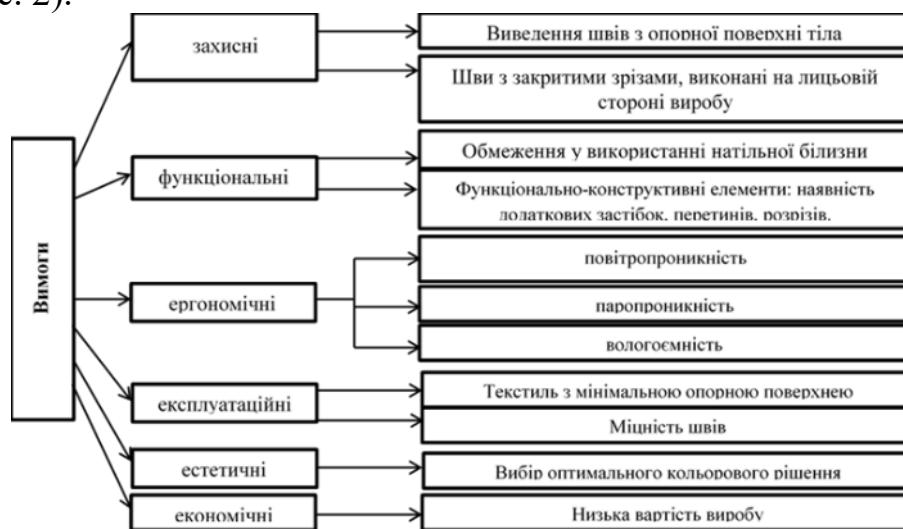 с. 2).
Вимоги
захисні
Виведення швів з опорної поверхні тіла
Шви з закритими зрізами, виконані на лицьовій
стороні виробу
функціональні
Обмеження у використанні натільної білизни
Функціонально-конструктивні елементи: наявність
додаткових застібок, перетинів, розрізів.
ергономічні
повітропроникність
паропроникність
вологоємність
експлуатаційні
Текстиль з мінімальною опорною поверхнею
Міцність швів
естетичні
Вибір оптимального кольорового рішення
економічні
Низька вартість виробу